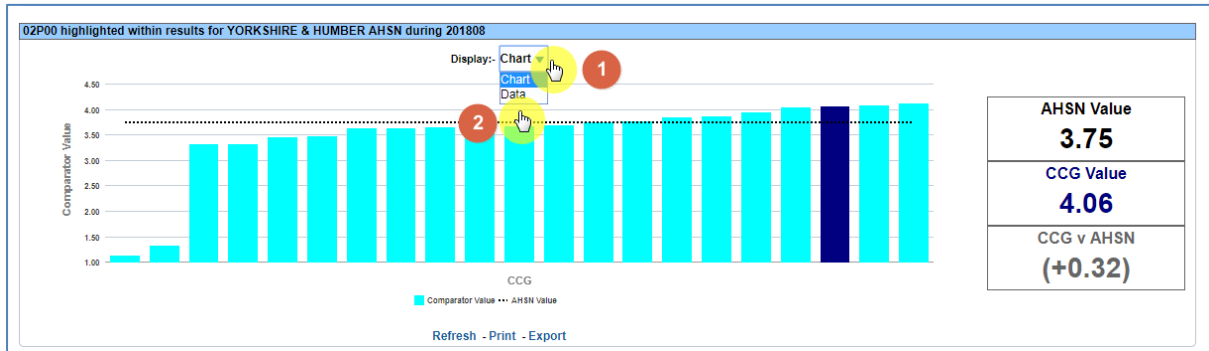 02P00 highlighted within results for YORKSHIRE & HUMBER AHSN during 201808
Display:- Chart
Chart
Data
1
2
4.50
4.00
3.50
3.00
2.50
2.00
1.50
1.00
Comparator Value
CCG
Comparator Value AHSN Value
Refresh - Print - Export
AHSN Value
3.75
CCG Value
4.06
CCG v AHSN
(+0.32)